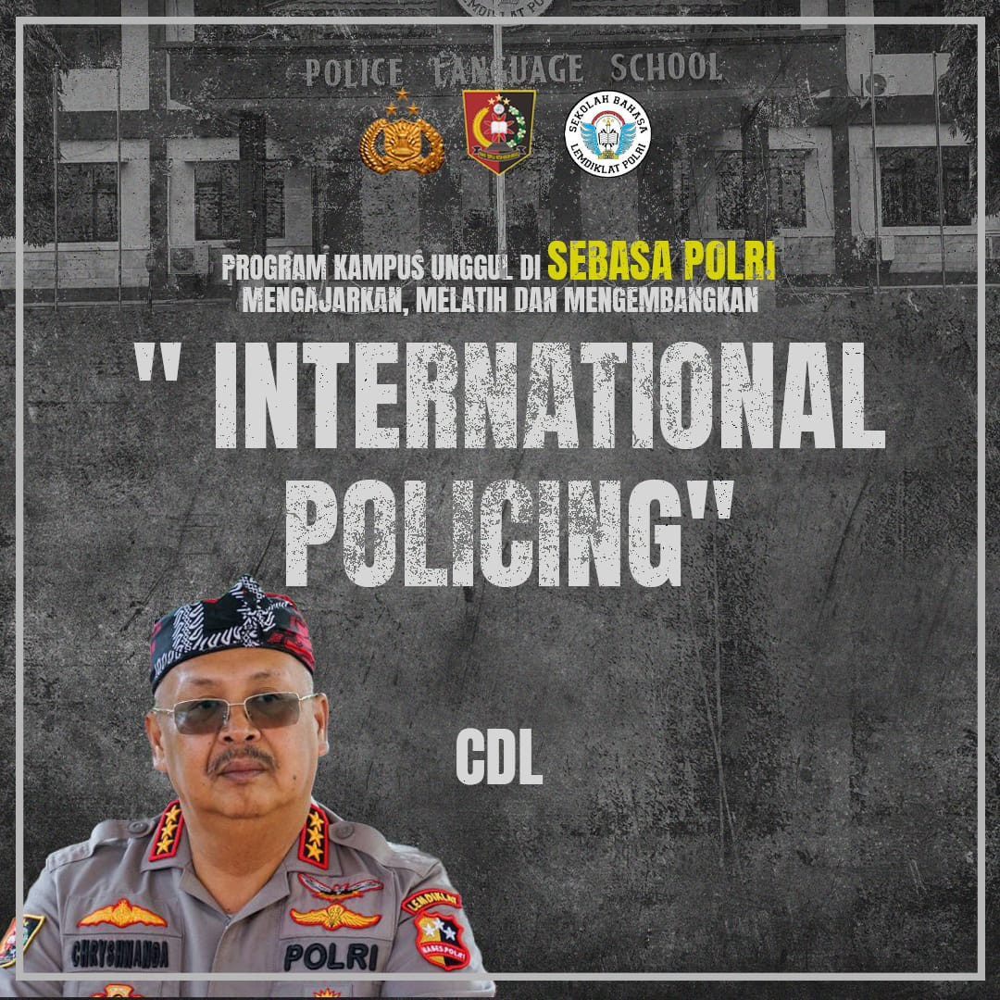 POLICE LANGUAGE SCHOOL
SEKOLAH BAHASA
LEMDIKLAT POLRI
PROGRAM KAMPUS UNGGUL DI SEBASA POLRI
MENGAJARKAN, MELATIH DAN MENGEMBANGKAN
" INTERNATIONAL
POLICING"
CDL
LEMDIKLAT
MABES POLRI
CHRYSHNANDA
POLRI